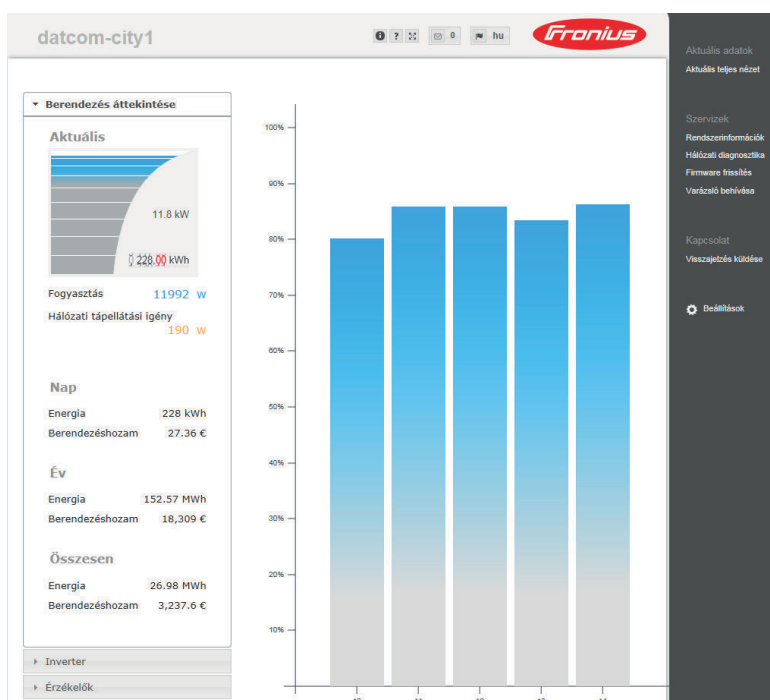 datcom-city1
0
hu
Fronius
Berendezés áttekintése
Aktuális
11.8 kW
228.00 kWh
Fogyasztás 11992 W
Hálózati tápellátási igény
190 W
Nap
Energia 228 kWh
Berendezéshozam 27.36 €
Év
Energia 152.57 MWh
Berendezéshozam 18,309 €
Összesen
Energia 26.98 MWh
Berendezéshozam 3,237.6 €
Inverter
Érzékelők
100%
90%
80%
70%
60%
50%
40%
30%
20%
10%
Aktuális adatok
Aktuális teljes nézet
Szervizek
Rendszerinformációk
Hálózati diagnosztika
Firmware frissítés
Varázsló behívása
Kapcsolat
Visszajelzés küldése
Beállítások